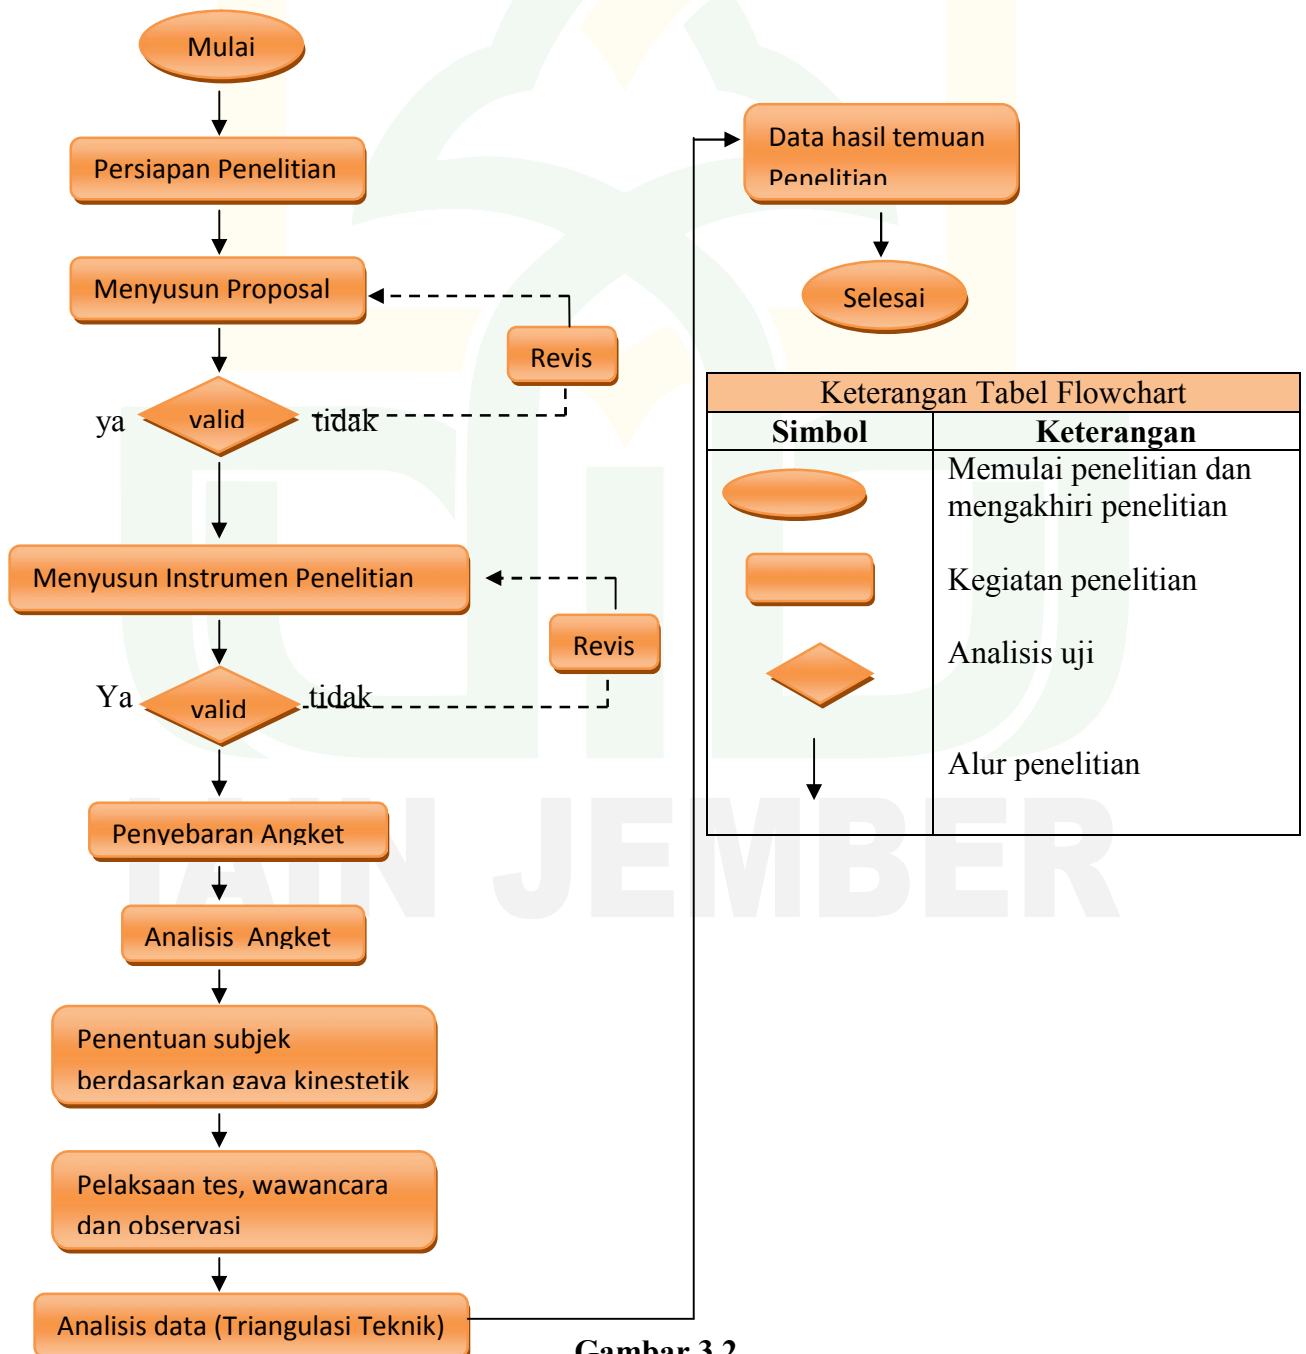 Mulai
Persiapan Penelitian
Menyusun Proposal
Revis
ya
valid
tidak
Menyusun Instrumen Penelitian
Revis
Ya
valid
tidak
Penyebaran Angket
Analisis Angket
Penentuan subjek
berdasarkan gaya kinestetik
Pelaksaan tes, wawancara
dan observasi
Analisis data (Triangulasi Teknik)
Data hasil temuan
Penelitian
Selesai
Keterangan Tabel Flowchart
Simbol Keterangan
Memulai penelitian dan
mengakhiri penelitian
Kegiatan penelitian
Analisis uji
Alur penelitian
IAIN JEMBER
Gambar 3.2